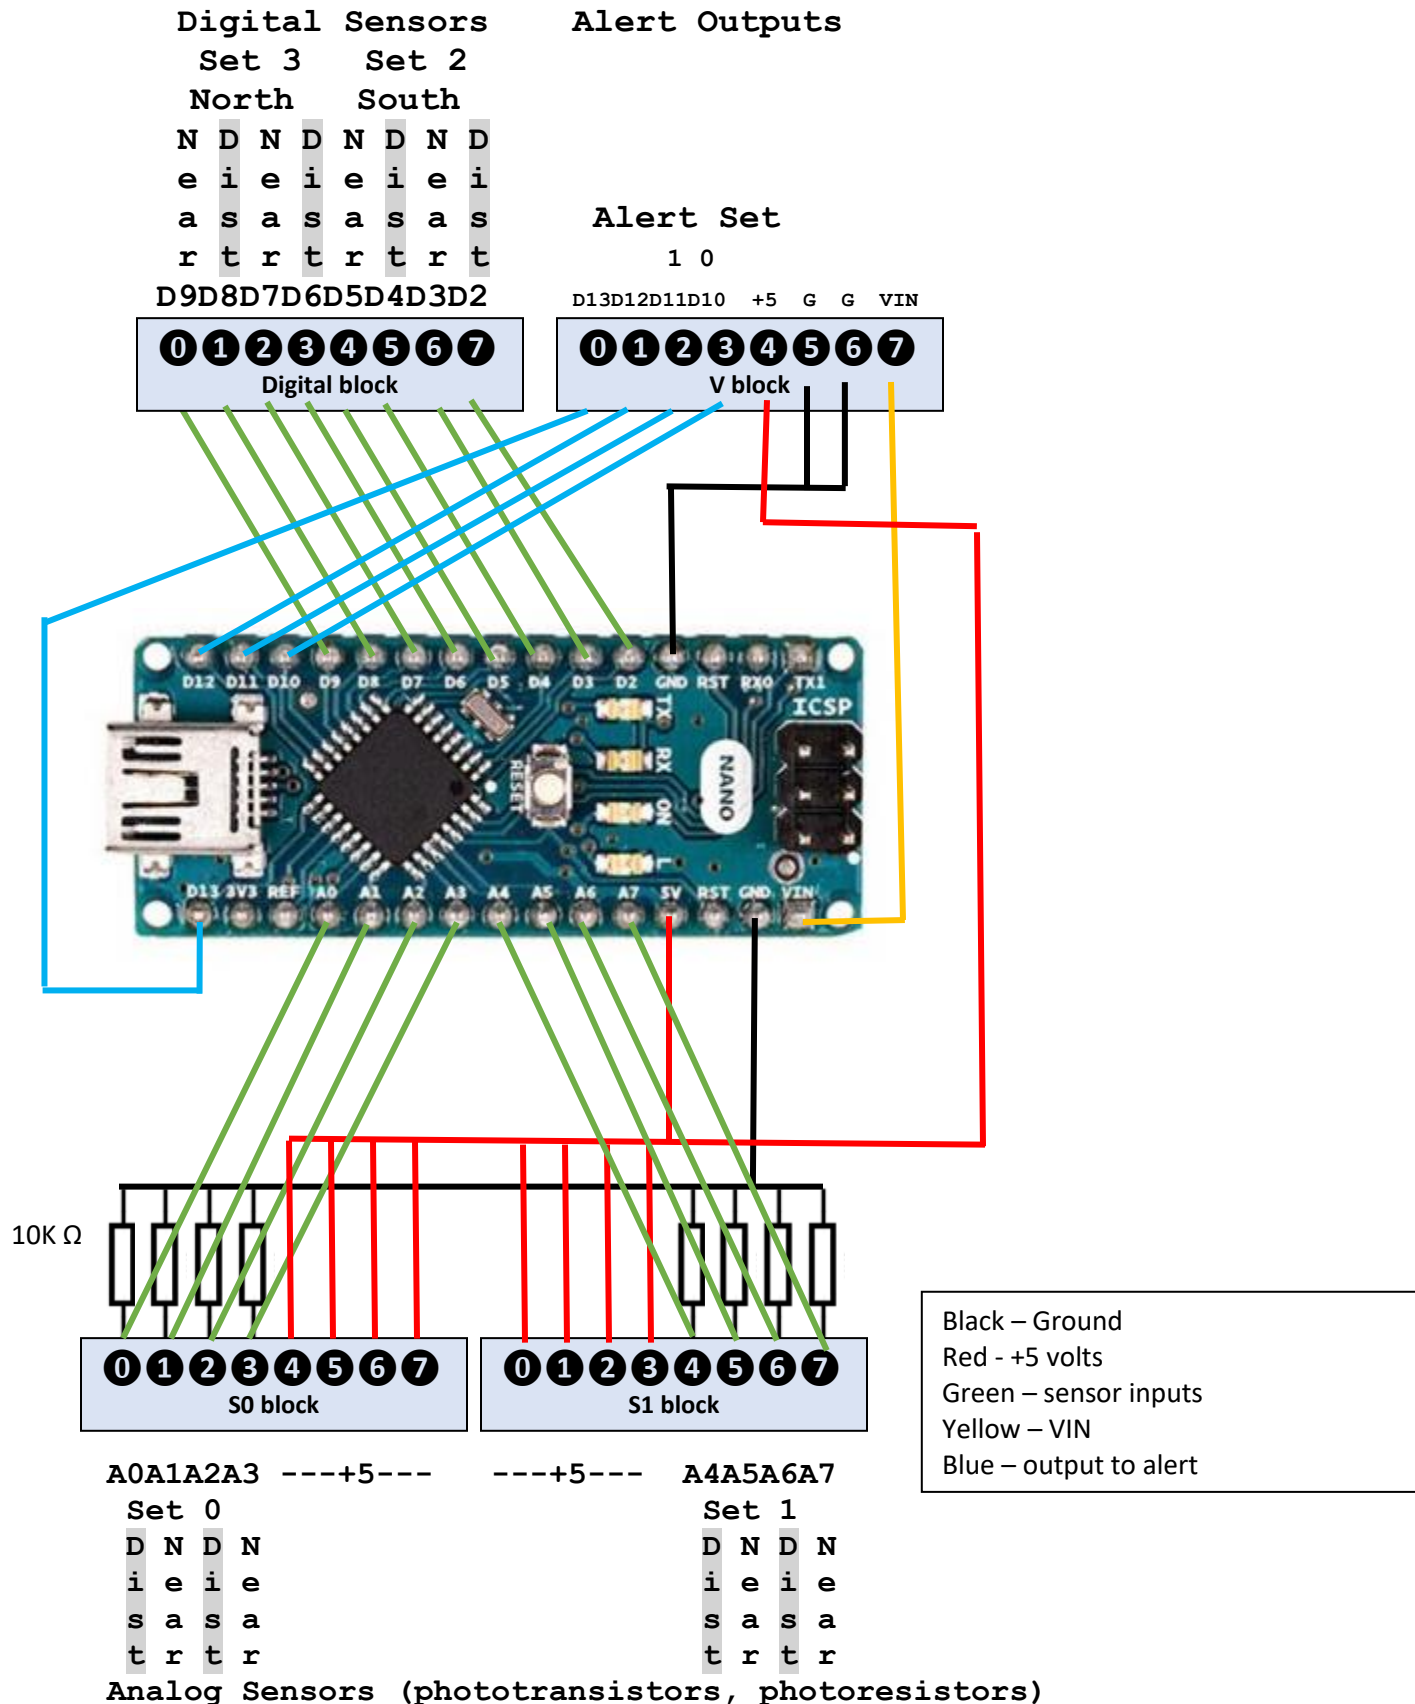 Digital Sensors Alert Outputs
Set 3 Set 2
North South
N D N D N D N D
e i e i e i e i
a s a s a s a s Alert Set
r t r t r t r t 1 0
D9D8D7D6D5D4D3D2 D13D12D11D10 +5 G G VIN
0 1 2 3 4 5 6 7 0 1 2 3 4 5 6 7
Digital block V block
D12 D11 D10 D9 D8 D7 D6 D5 D4 D3 D2 GND RST RX0 TX1
TX ICSP
RX
NANO
RESET
ON
L
D13 3V3 REF A0 A1 A2 A3 A4 A5 A6 A7 5V RST GND VIN
10K Ω
0 1 2 3 4 5 6 7 0 1 2 3 4 5 6 7
S0 block S1 block
Black – Ground
Red - +5 volts
Green – sensor inputs
Yellow – VIN
Blue – output to alert
A0A1A2A3 ---+5--- ---+5--- A4A5A6A7
Set 0 Set 1
D N D N D N D N
i e i e i e i e
s a s a s a s a
t r t r t r t r
Analog Sensors (phototransistors, photoresistors)